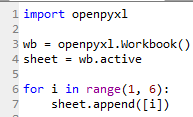 1 import openpyxl
2
3 wb = openpyxl.Workbook()
4 sheet = wb.active
5
6 for i in range(1, 6):
7     sheet.append([i])